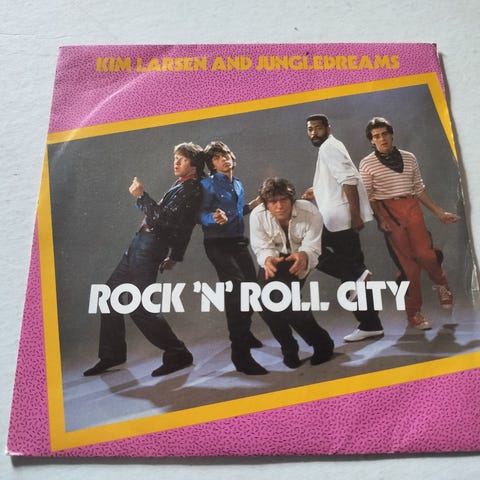 KIM LARSEN AND JUNGLEDREAMS
ROCK 'N' ROLL CITY